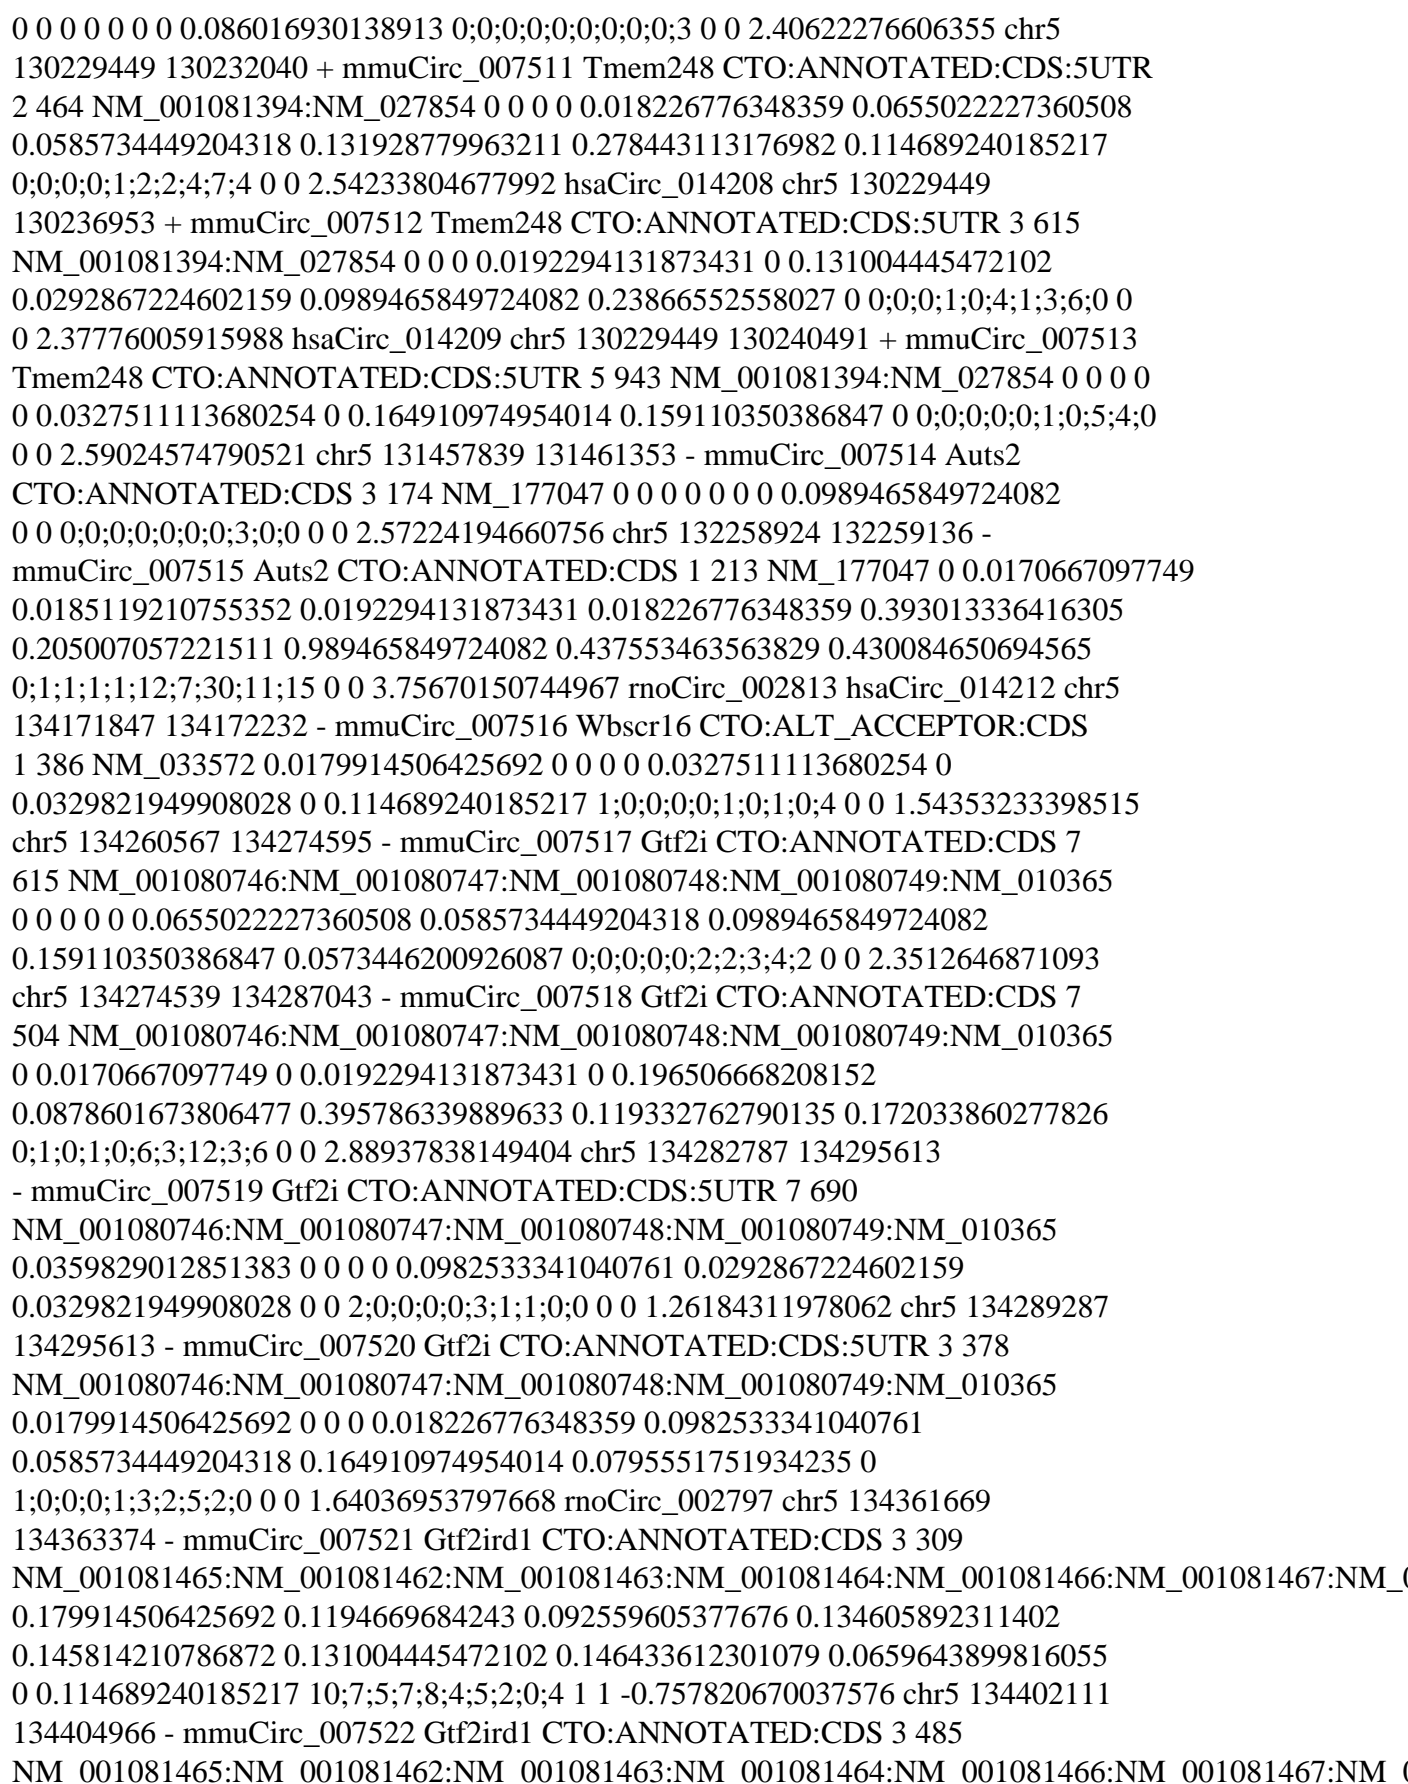 0 0 0 0 0 0 0 0.086016930138913 0;0;0;0;0;0;0;0;0;3 0 0 2.40622276606355 chr5
130229449 130232040 + mmuCirc_007511 Tmem248 CTO:ANNOTATED:CDS:5UTR
2 464 NM_001081394:NM_027854 0 0 0 0 0.018226776348359 0.0655022227360508
0.0585734449204318 0.131928779963211 0.278443113176982 0.114689240185217
0;0;0;0;1;2;2;4;7;4 0 0 2.54233804677992 hsaCirc_014208 chr5 130229449
130236953 + mmuCirc_007512 Tmem248 CTO:ANNOTATED:CDS:5UTR 3 615
NM_001081394:NM_027854 0 0 0 0.0192294131873431 0 0.131004445472102
0.0292867224602159 0.0989465849724082 0.23866552558027 0 0;0;0;1;0;4;1;3;6;0 0
0 2.37776005915988 hsaCirc_014209 chr5 130229449 130240491 + mmuCirc_007513
Tmem248 CTO:ANNOTATED:CDS:5UTR 5 943 NM_001081394:NM_027854 0 0 0 0
0 0.0327511113680254 0 0.164910974954014 0.159110350386847 0 0;0;0;0;0;1;0;5;4;0
0 0 2.59024574790521 chr5 131457839 131461353 - mmuCirc_007514 Auts2
CTO:ANNOTATED:CDS 3 174 NM_177047 0 0 0 0 0 0 0 0.0989465849724082
0 0 0;0;0;0;0;0;0;3;0;0 0 0 2.57224194660756 chr5 132258924 132259136 -
mmuCirc_007515 Auts2 CTO:ANNOTATED:CDS 1 213 NM_177047 0 0.0170667097749
0.0185119210755352 0.0192294131873431 0.018226776348359 0.393013336416305
0.205007057221511 0.989465849724082 0.437553463563829 0.430084650694565
0;1;1;1;1;12;7;30;11;15 0 0 3.75670150744967 rnoCirc_002813 hsaCirc_014212 chr5
134171847 134172232 - mmuCirc_007516 Wbscr16 CTO:ALT_ACCEPTOR:CDS
1 386 NM_033572 0.0179914506425692 0 0 0 0 0.0327511113680254 0
0.0329821949908028 0 0.114689240185217 1;0;0;0;0;1;0;1;0;4 0 0 1.54353233398515
chr5 134260567 134274595 - mmuCirc_007517 Gtf2i CTO:ANNOTATED:CDS 7
615 NM_001080746:NM_001080747:NM_001080748:NM_001080749:NM_010365
0 0 0 0 0 0.0655022227360508 0.0585734449204318 0.0989465849724082
0.159110350386847 0.0573446200926087 0;0;0;0;0;2;2;3;4;2 0 0 2.3512646871093
chr5 134274539 134287043 - mmuCirc_007518 Gtf2i CTO:ANNOTATED:CDS 7
504 NM_001080746:NM_001080747:NM_001080748:NM_001080749:NM_010365
0 0.0170667097749 0 0.0192294131873431 0 0.196506668208152
0.0878601673806477 0.395786339889633 0.119332762790135 0.172033860277826
0;1;0;1;0;6;3;12;3;6 0 0 2.88937838149404 chr5 134282787 134295613
- mmuCirc_007519 Gtf2i CTO:ANNOTATED:CDS:5UTR 7 690
NM_001080746:NM_001080747:NM_001080748:NM_001080749:NM_010365
0.0359829012851383 0 0 0 0 0.0982533341040761 0.0292867224602159
0.0329821949908028 0 0 2;0;0;0;0;3;1;1;0;0 0 0 1.26184311978062 chr5 134289287
134295613 - mmuCirc_007520 Gtf2i CTO:ANNOTATED:CDS:5UTR 3 378
NM_001080746:NM_001080747:NM_001080748:NM_001080749:NM_010365
0.0179914506425692 0 0 0 0.018226776348359 0.0982533341040761
0.0585734449204318 0.164910974954014 0.0795551751934235 0
1;0;0;0;1;3;2;5;2;0 0 0 1.64036953797668 rnoCirc_002797 chr5 134361669
134363374 - mmuCirc_007521 Gtf2ird1 CTO:ANNOTATED:CDS 3 309
NM_001081465:NM_001081462:NM_001081463:NM_001081464:NM_001081466:NM_001081467:NM_0
0.179914506425692 0.1194669684243 0.092559605377676 0.134605892311402
0.145814210786872 0.131004445472102 0.146433612301079 0.0659643899816055
0 0.114689240185217 10;7;5;7;8;4;5;2;0;4 1 1 -0.757820670037576 chr5 134402111
134404966 - mmuCirc_007522 Gtf2ird1 CTO:ANNOTATED:CDS 3 485
NM_001081465:NM_001081462:NM_001081463:NM_001081464:NM_001081466:NM_001081467:NM_0